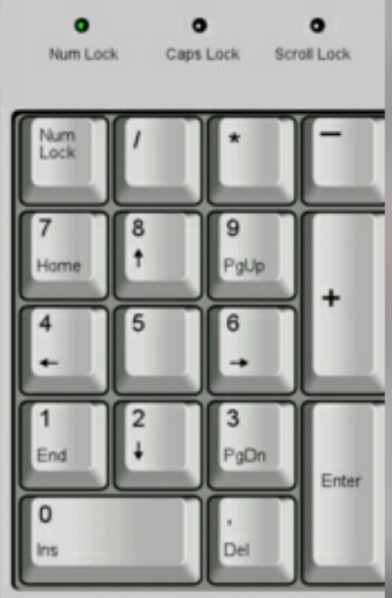 Num Lock Caps Lock Scroll Lock
Num
Lock
/ * −
7 8 9
Home ↑ PgUp
+
4 5 6
← →
1 2 3
End ↓ PgDn
Enter
0 ,
Ins Del